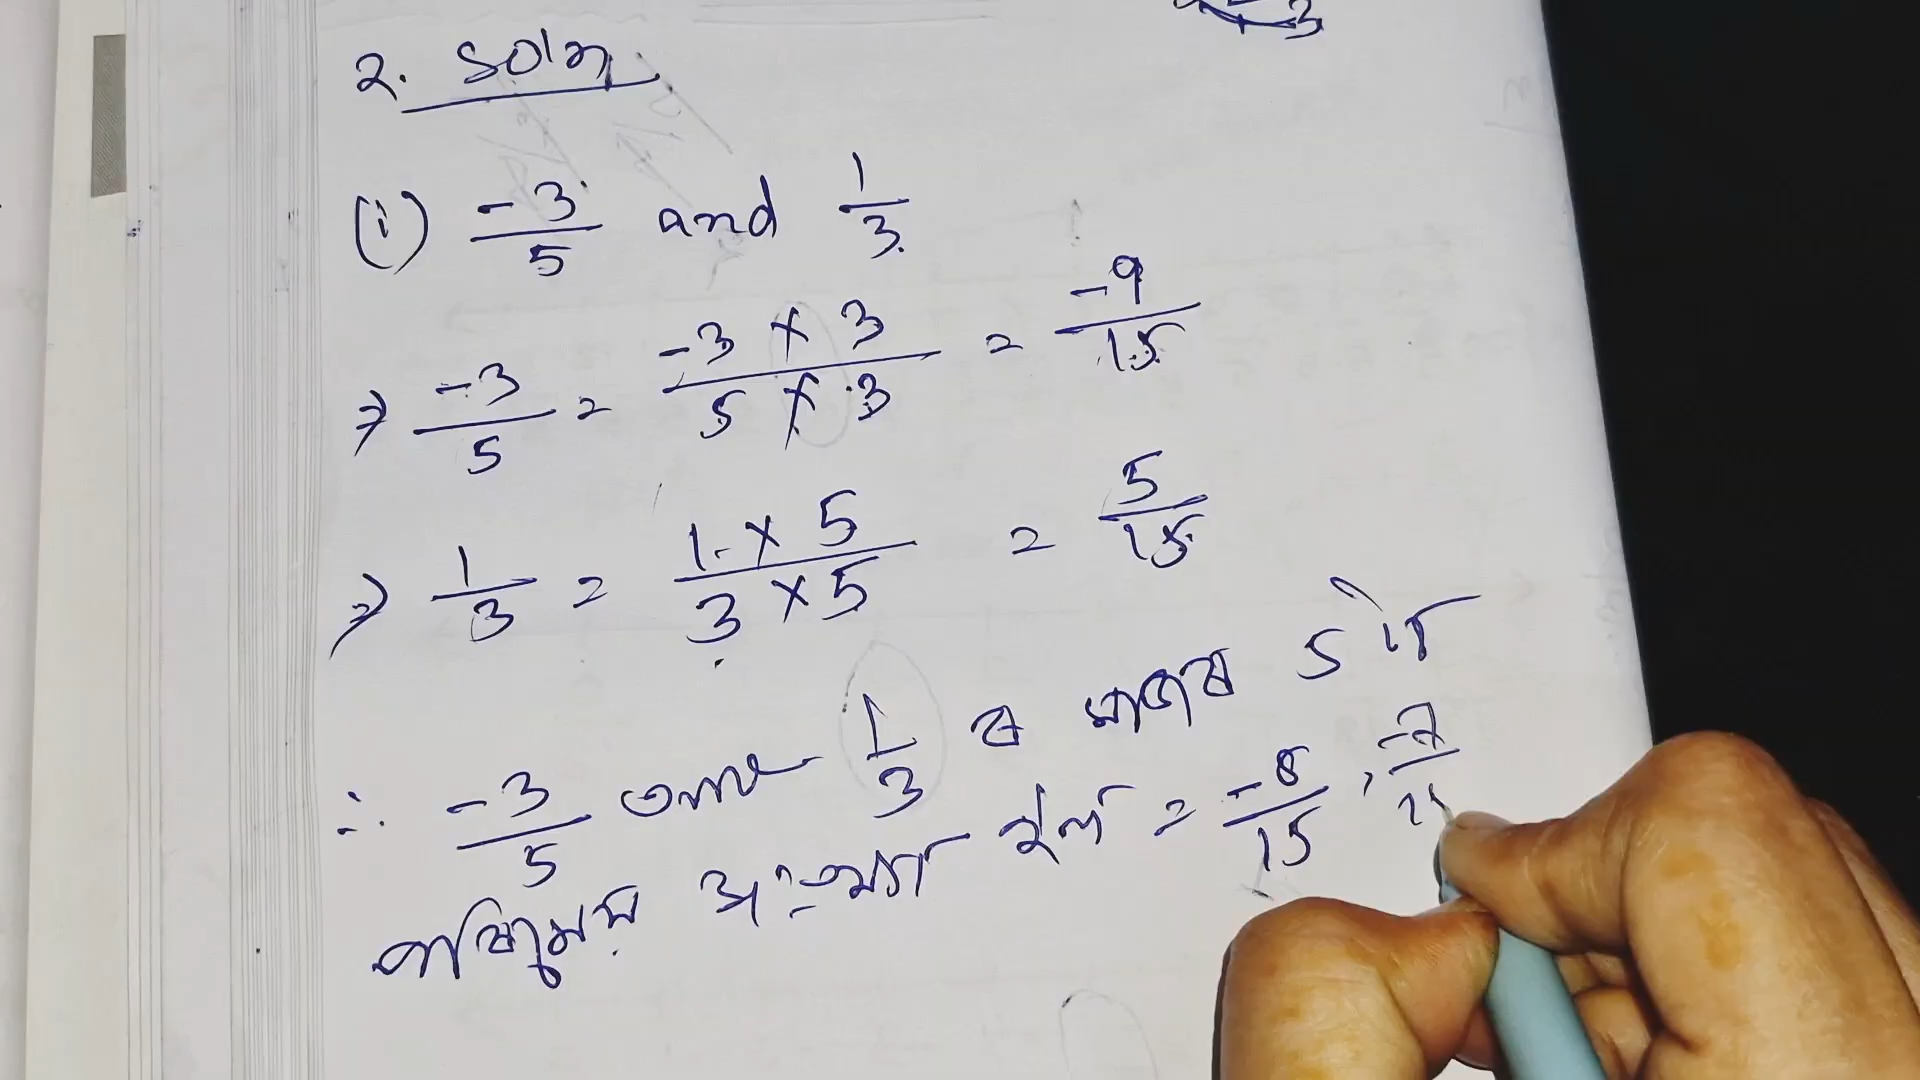 2. Soln
(i) -3/5 and 1/3
⇒ -3/5 = -3 × 3 / 5 × 3 = -9/15
⇒ 1/3 = 1 × 5 / 3 × 5 = 5/15
∴ -3/5 আৰু 1/3 ৰ মাজৰ 5 টা
পৰিমেয় সংখ্যা হ'ল = -8/15 , -7/1